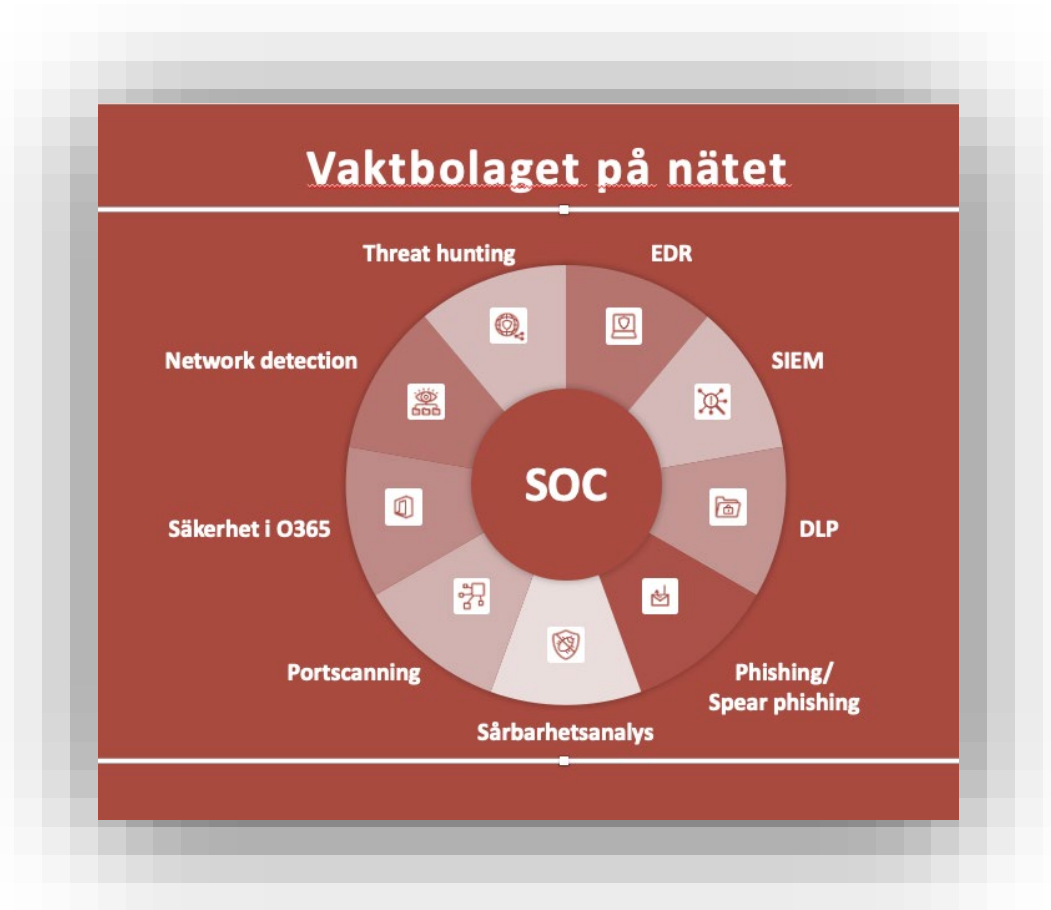 Vaktbolaget på nätet
Threat hunting
EDR
Network detection
SIEM
SOC
Säkerhet i O365
DLP
Portscanning
Phishing/
Spear phishing
Sårbarhetsanalys